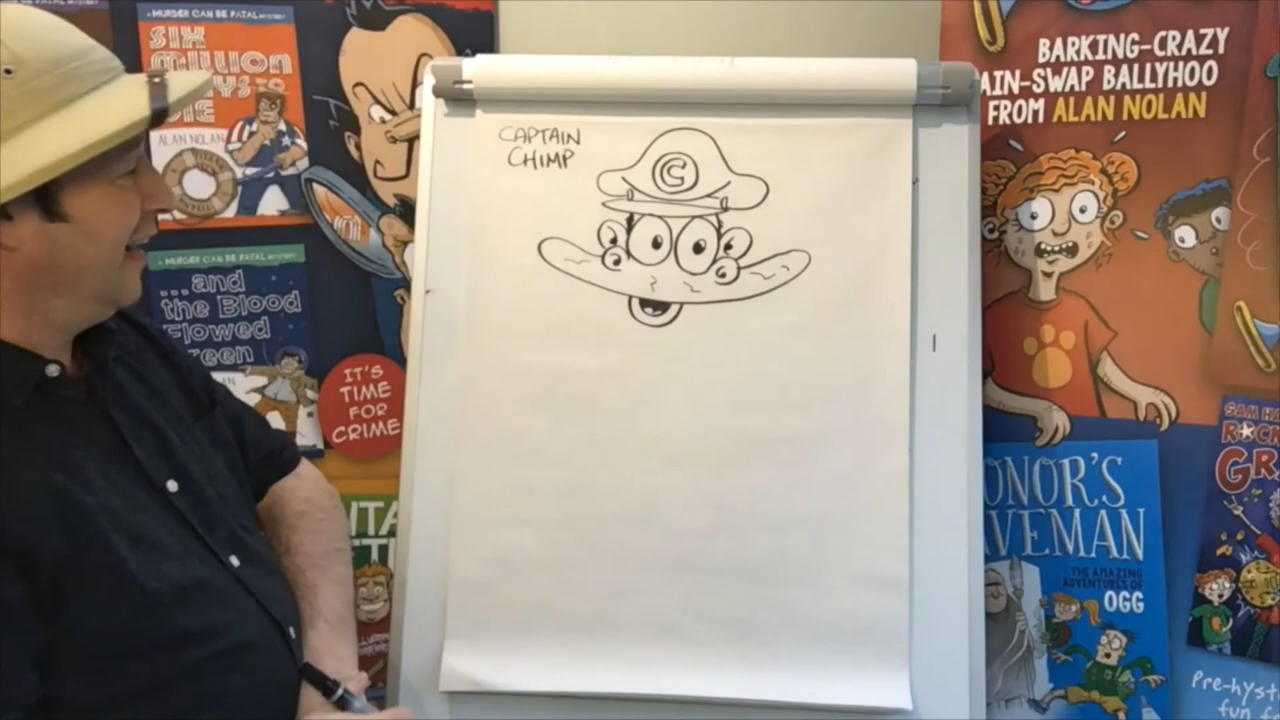 A MURDER CAN BE FATAL MYSTERY
SIX
MILLION
ALAN NOLAN
A MURDER CAN BE FATAL MYSTERY
...and
the Blood
Flowed
IT'S
TIME
FOR
CRIME
CAPTAIN
CHIMP
C
BARKING-CRAZY
AIN-SWAP BALLYHOO
FROM ALAN NOLAN
ONOR'S
VEMAN
THE AMAZING
ADVENTURES OF
OGG
SAM HA
ROCK
GR
Pre-hyst
fun f